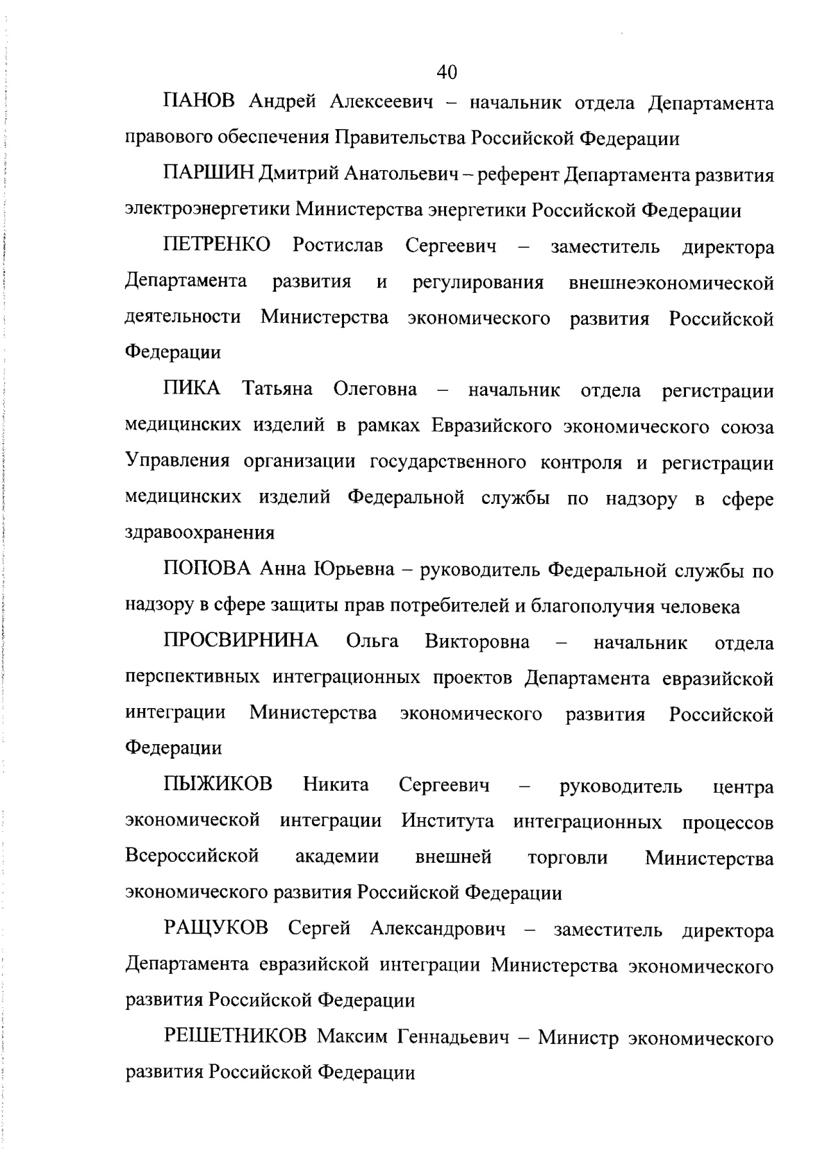 40
ПАНОВ Андрей Алексеевич – начальник отдела Департамента
правового обеспечения Правительства Российской Федерации
ПАРШИН Дмитрий Анатольевич – референт Департамента развития
электроэнергетики Министерства энергетики Российской Федерации
ПЕТРЕНКО Ростислав Сергеевич – заместитель директора
Департамента развития и регулирования внешнеэкономической
деятельности Министерства экономического развития Российской
Федерации
ПИКА Татьяна Олеговна – начальник отдела регистрации
медицинских изделий в рамках Евразийского экономического союза
Управления организации государственного контроля и регистрации
медицинских изделий Федеральной службы по надзору в сфере
здравоохранения
ПОПОВА Анна Юрьевна – руководитель Федеральной службы по
надзору в сфере защиты прав потребителей и благополучия человека
ПРОСВИРНИНА Ольга Викторовна – начальник отдела
перспективных интеграционных проектов Департамента евразийской
интеграции Министерства экономического развития Российской
Федерации
ПЫЖИКОВ Никита Сергеевич – руководитель центра
экономической интеграции Института интеграционных процессов
Всероссийской академии внешней торговли Министерства
экономического развития Российской Федерации
РАЩУКОВ Сергей Александрович – заместитель директора
Департамента евразийской интеграции Министерства экономического
развития Российской Федерации
РЕШЕТНИКОВ Максим Геннадьевич – Министр экономического
развития Российской Федерации